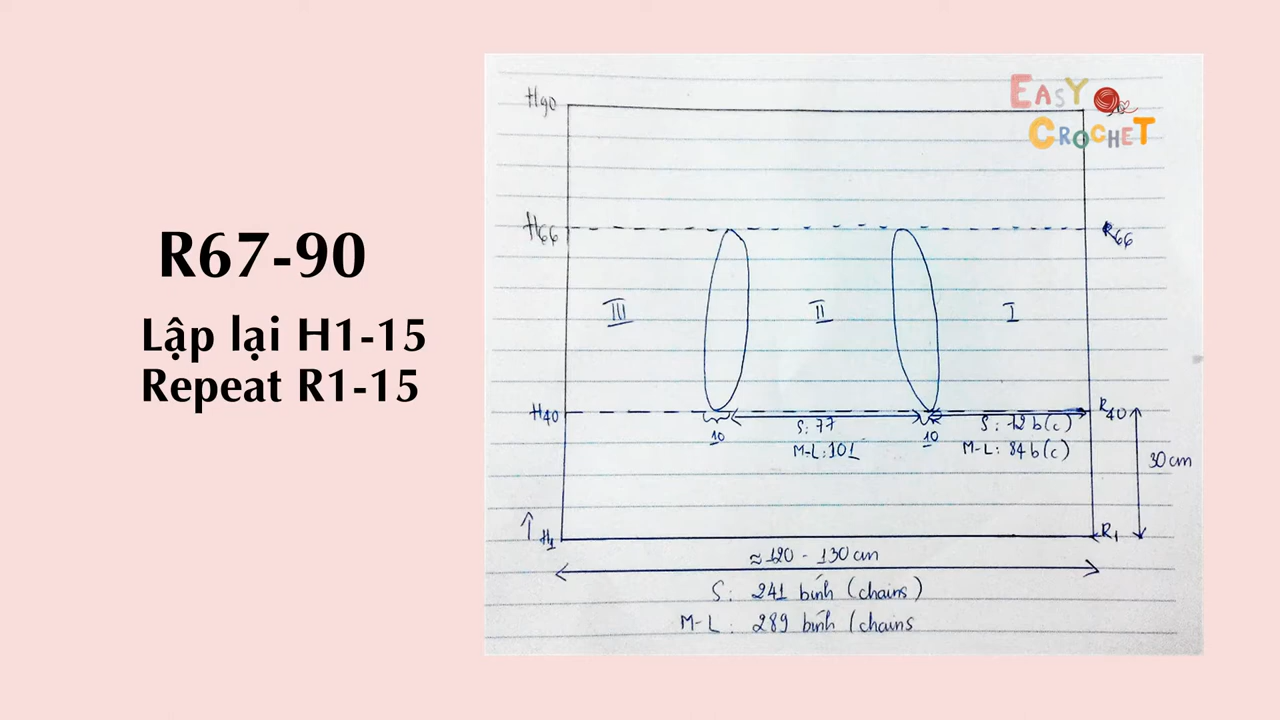 R67-90
Lập lại H1-15
Repeat R1-15
EASY
CROCHET
H90
H66
R66
III
II
I
H40
R40
10
S: 77
10
S: 72 b(c)
M-L: 101
M-L: 84 b(c)
30 cm
↑ H1
R1
≈ 120 - 130 cm
S: 241 bính (chains)
M-L: 289 bính (chains